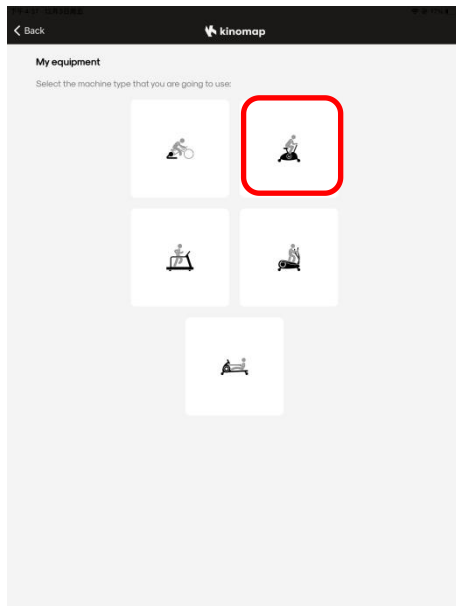 Back
kinomap
My equipment
Select the machine type that you are going to use: